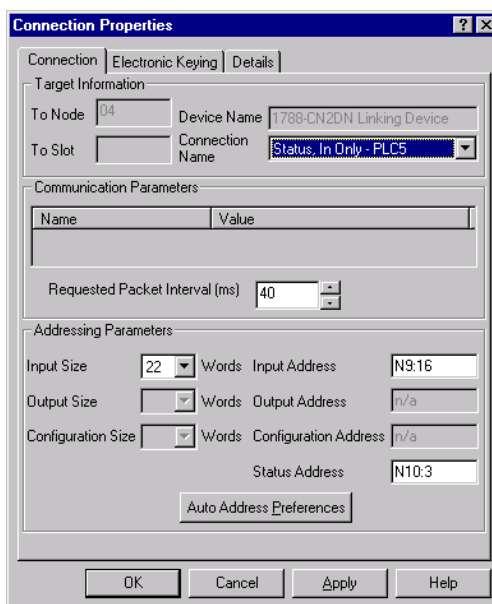 Connection Properties
Connection Electronic Keying Details
Target Information
To Node 04 Device Name 1788-CN2DN Linking Device
To Slot Connection Name Status, In Only - PLC5
Communication Parameters
Name Value
Requested Packet Interval (ms) 40
Addressing Parameters
Input Size 22 Words Input Address N9:16
Output Size Words Output Address n/a
Configuration Size Words Configuration Address n/a
Status Address N10:3
Auto Address Preferences
OK Cancel Apply Help